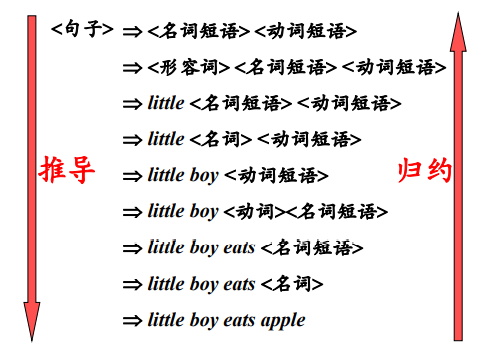 <句子> ⇒ <名词短语> <动词短语>
⇒ <形容词> <名词短语> <动词短语>
⇒ little <名词短语> <动词短语>
⇒ little <名词> <动词短语>
推导
⇒ little boy <动词短语>
归约
⇒ little boy <动词><名词短语>
⇒ little boy eats <名词短语>
⇒ little boy eats <名词>
⇒ little boy eats apple